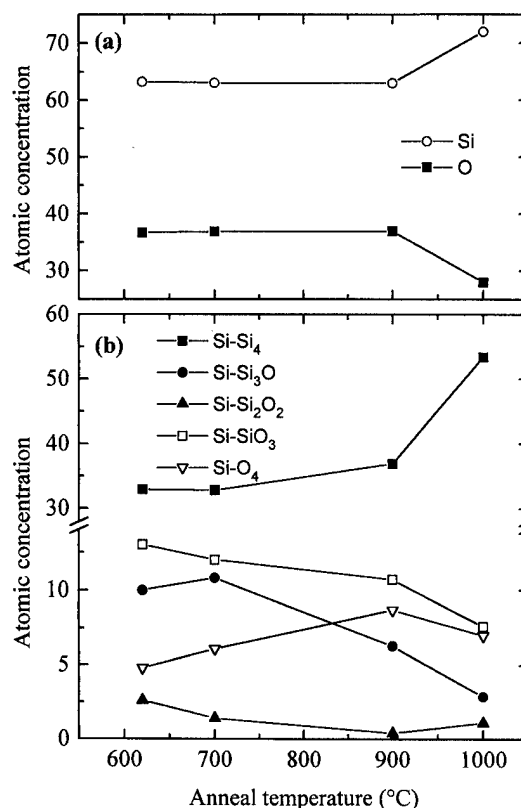 (a)
70
60
50
40
30
Atomic concentration
Si
O
(b)
60
50
40
30
10
5
0
Atomic concentration
Si-Si₄
Si-Si₃O
Si-Si₂O₂
Si-SiO₃
Si-O₄
600 700 800 900 1000
Anneal temperature (°C)